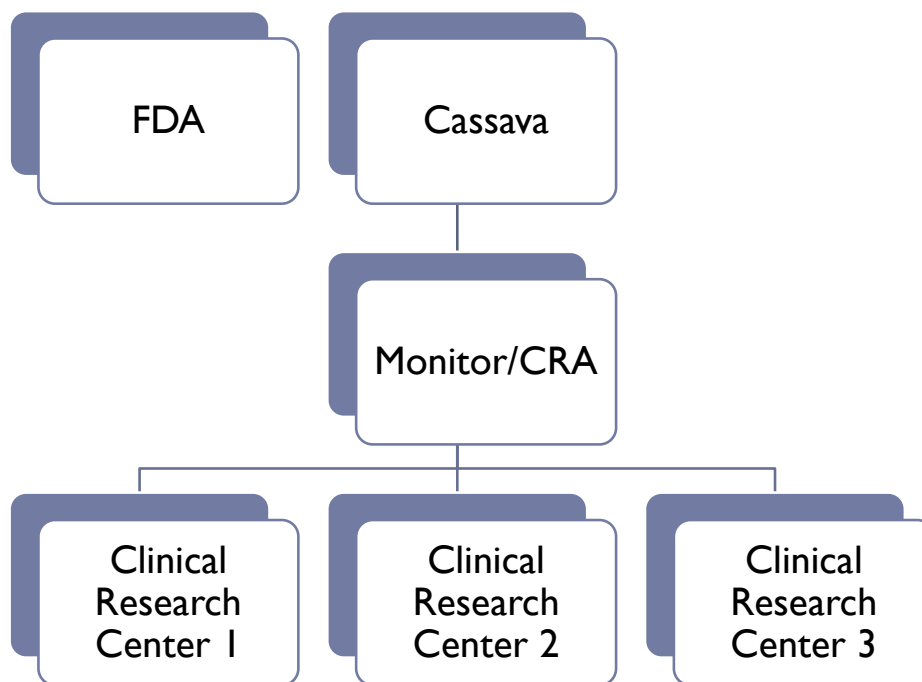 FDA
Cassava
Monitor/CRA
Clinical
Research
Center 1
Clinical
Research
Center 2
Clinical
Research
Center 3